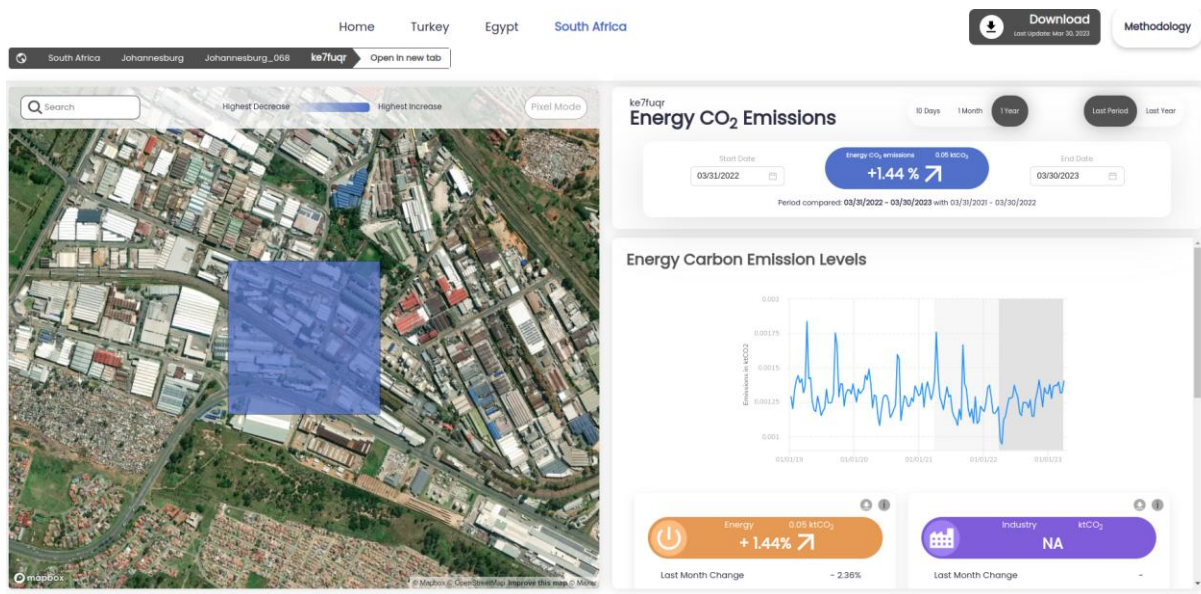 Home Turkey Egypt South Africa
Download
Last Update: Mar 30, 2023
Methodology
South Africa Johannesburg Johannesburg_068 ke7fuqr Open in new tab
Search
Highest Decrease Highest Increase
Pixel Mode
mapbox
© Mapbox © OpenStreetMap Improve this map © Maxar
ke7fuqr
Energy CO₂ Emissions
10 Days 1 Month 1 Year
Last Period Last Year
Start Date
03/31/2022
Energy CO₂ emissions 0.05 ktCO₂
+1.44 %
End Date
03/30/2023
Period compared: 03/31/2022 - 03/30/2023 with 03/31/2021 - 03/30/2022
Energy Carbon Emission Levels
Emissions in ktCO2
0.002
0.00175
0.0015
0.00125
0.001
01/01/19 01/01/20 01/01/21 01/01/22 01/01/23
Energy 0.05 ktCO₂
+ 1.44%
Last Month Change - 2.36%
Industry ktCO₂
NA
Last Month Change -